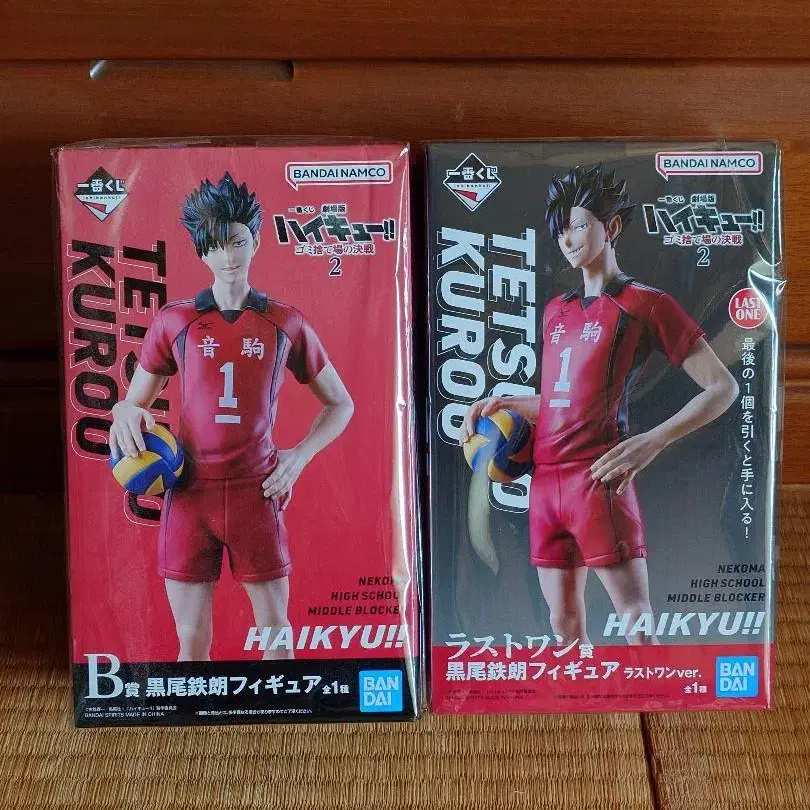 一番くじ
BANDAI NAMCO
一番くじ 劇場版
ハイキュー!!
ゴミ捨て場の決戦
2
TETSURO
KUROO
音駒
1
NEKOMA
HIGH SCHOOL
MIDDLE BLOCKER
HAIKYU!!
B賞 黒尾鉄朗フィギュア 全1種
BANDAI SPIRITS MADE IN CHINA
BAN
DAI
一番くじ
BANDAI NAMCO
一番くじ 劇場版
ハイキュー!!
ゴミ捨て場の決戦
2
LAST
ONE
最後の1個を引くと手に入る!
TETSURO
KUROO
音駒
1
NEKOMA
HIGH SCHOOL
MIDDLE BLOCKER
HAIKYU!!
ラストワン賞
黒尾鉄朗フィギュア ラストワンver.
全1種
BAN
DAI